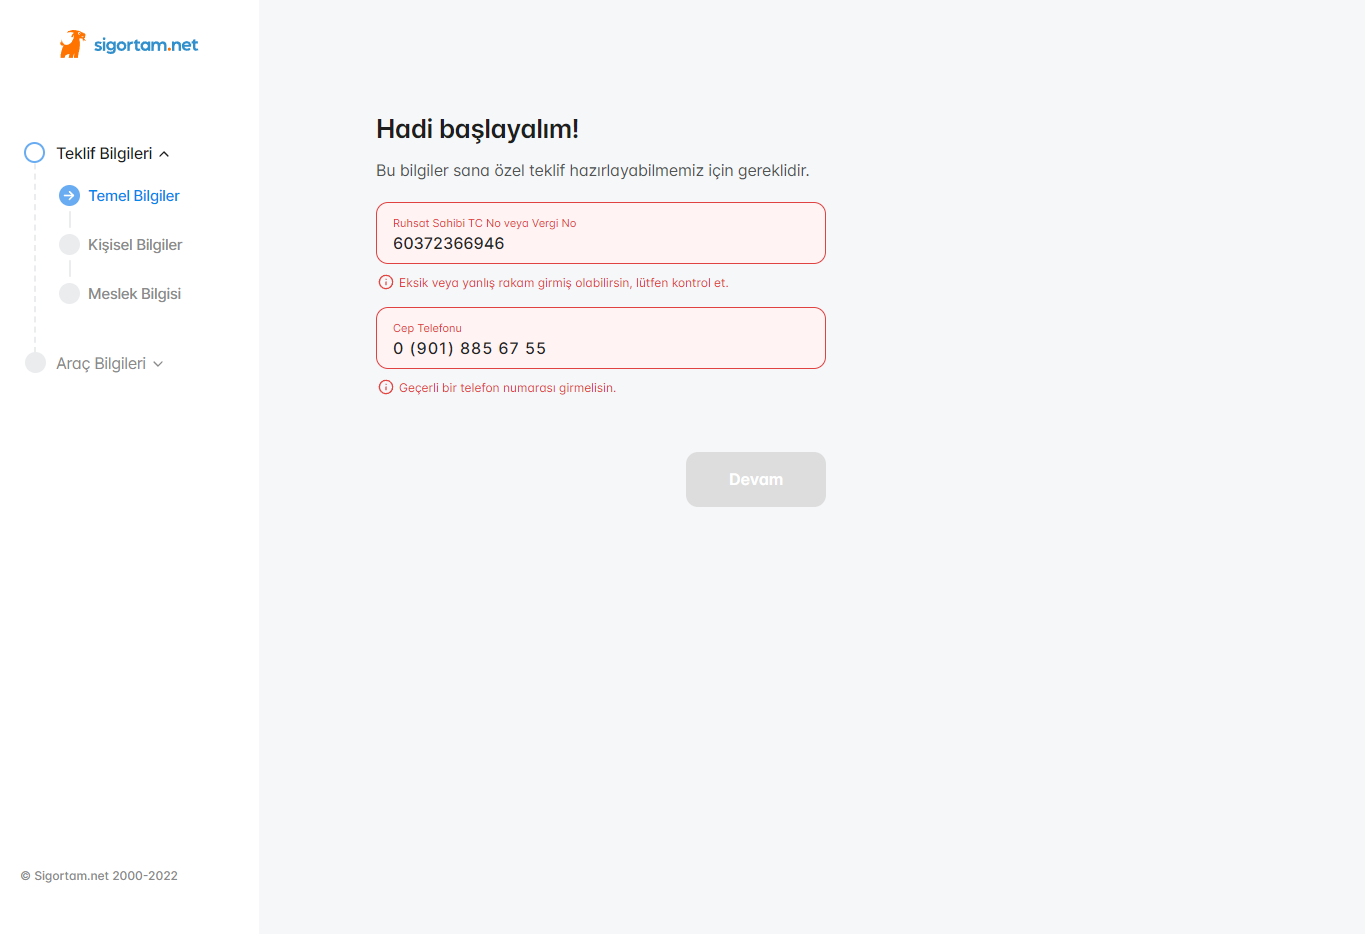 sigortam.net
Teklif Bilgileri
Temel Bilgiler
Kişisel Bilgiler
Meslek Bilgisi
Araç Bilgileri
© Sigortam.net 2000-2022
Hadi başlayalım!
Bu bilgiler sana özel teklif hazırlayabilmemiz için gereklidir.
Ruhsat Sahibi TC No veya Vergi No
60372366946
Eksik veya yanlış rakam girmiş olabilirsin, lütfen kontrol et.
Cep Telefonu
0 (901) 885 67 55
Geçerli bir telefon numarası girmelisin.
Devam